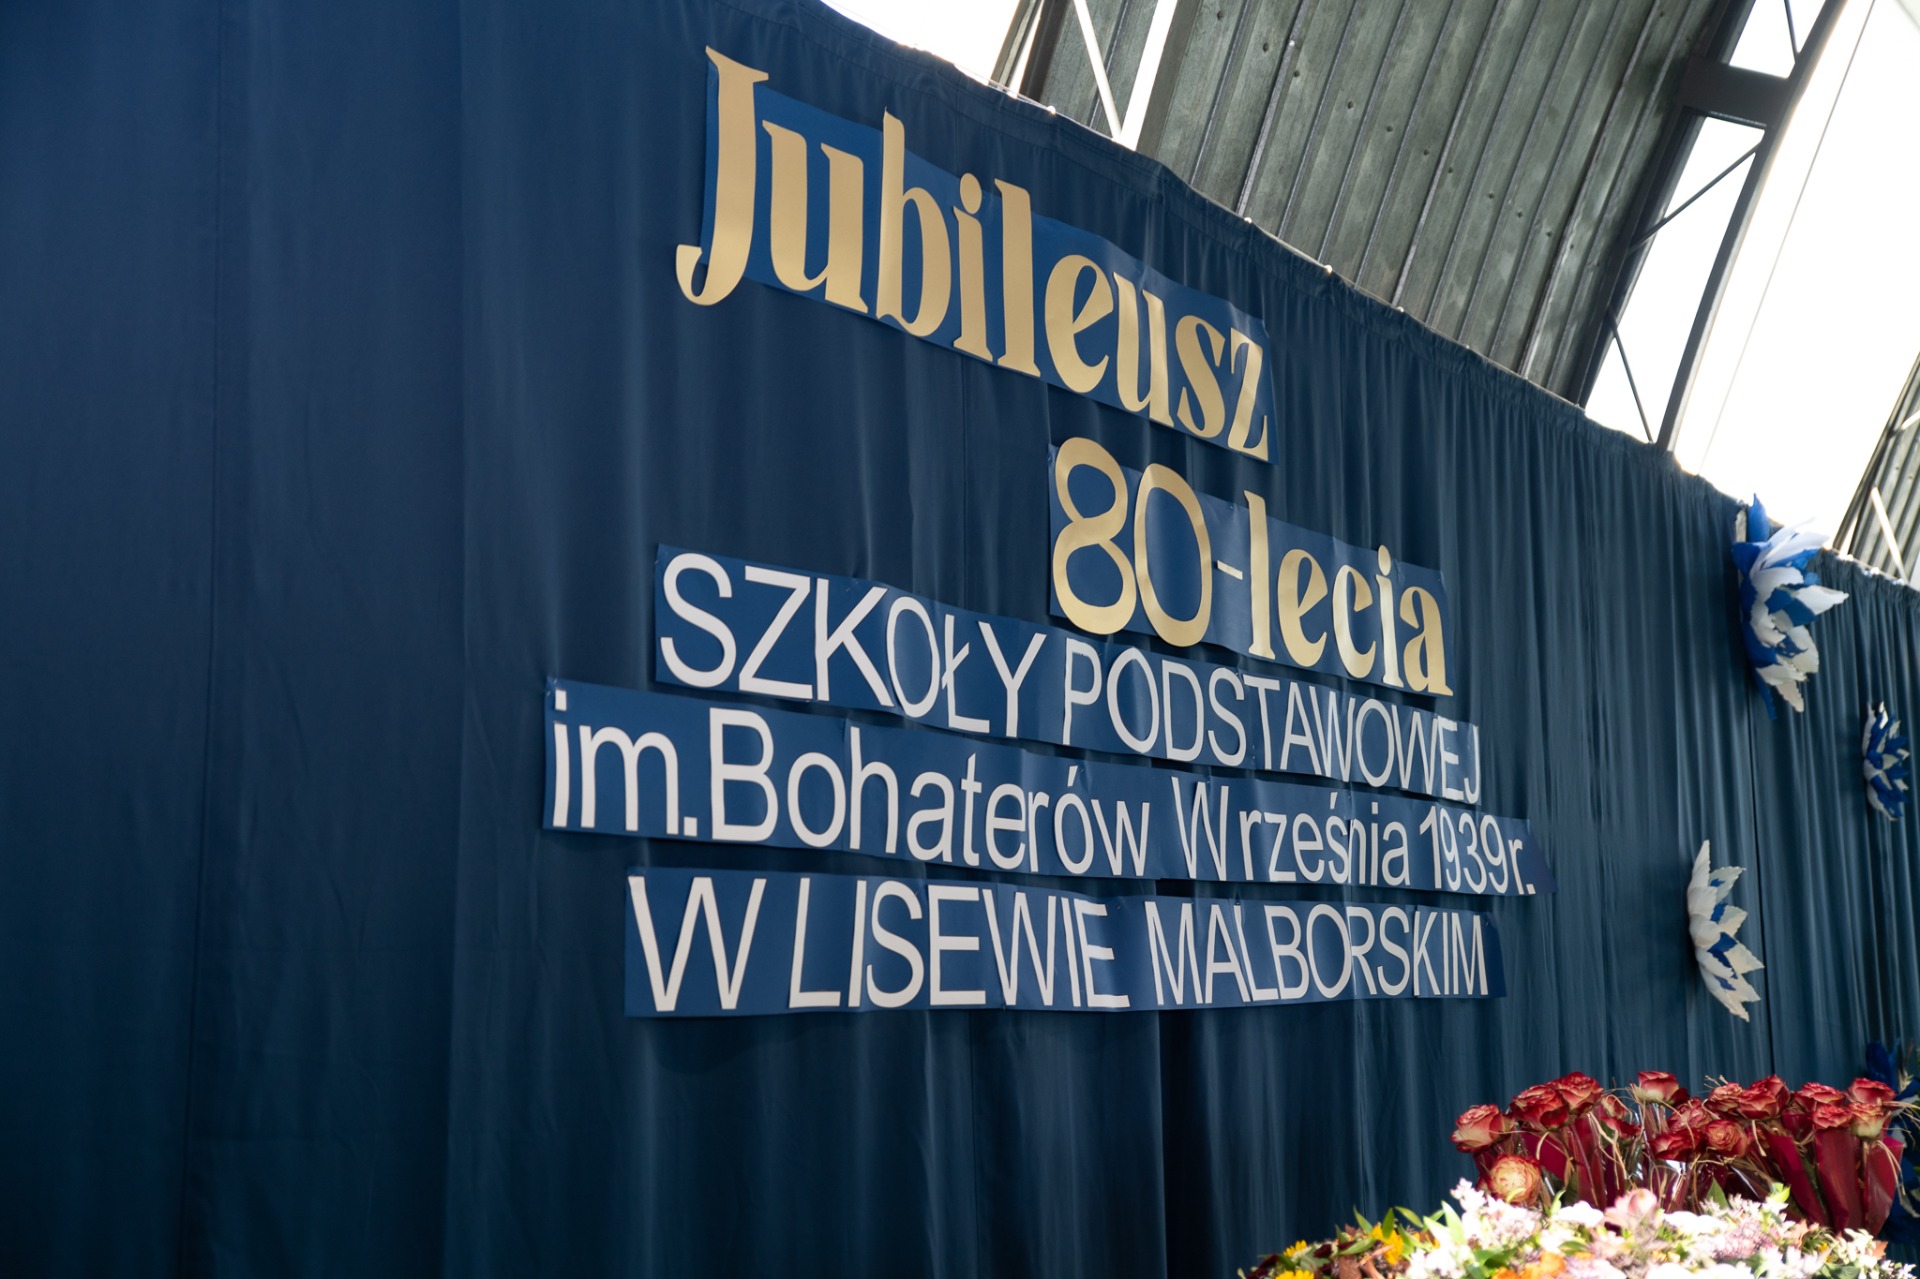 Jubileusz
80-lecia
SZKOŁY PODSTAWOWEJ
im. Bohaterów Września 1939r.
W LISEWIE MALBORSKIM